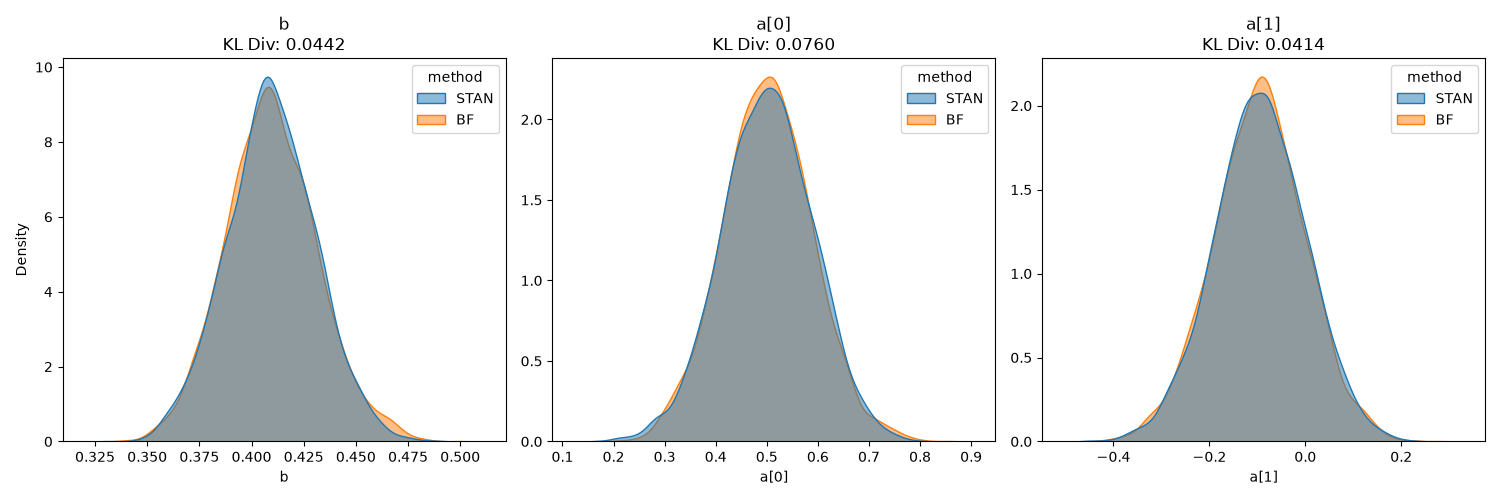 b
KL Div: 0.0442
method
STAN
BF
10
8
6
4
2
0
Density
0.325 0.350 0.375 0.400 0.425 0.450 0.475 0.500
b
a[0]
KL Div: 0.0760
method
STAN
BF
2.0
1.5
1.0
0.5
0.0
0.1 0.2 0.3 0.4 0.5 0.6 0.7 0.8 0.9
a[0]
a[1]
KL Div: 0.0414
method
STAN
BF
2.0
1.5
1.0
0.5
0.0
−0.4 −0.2 0.0 0.2
a[1]